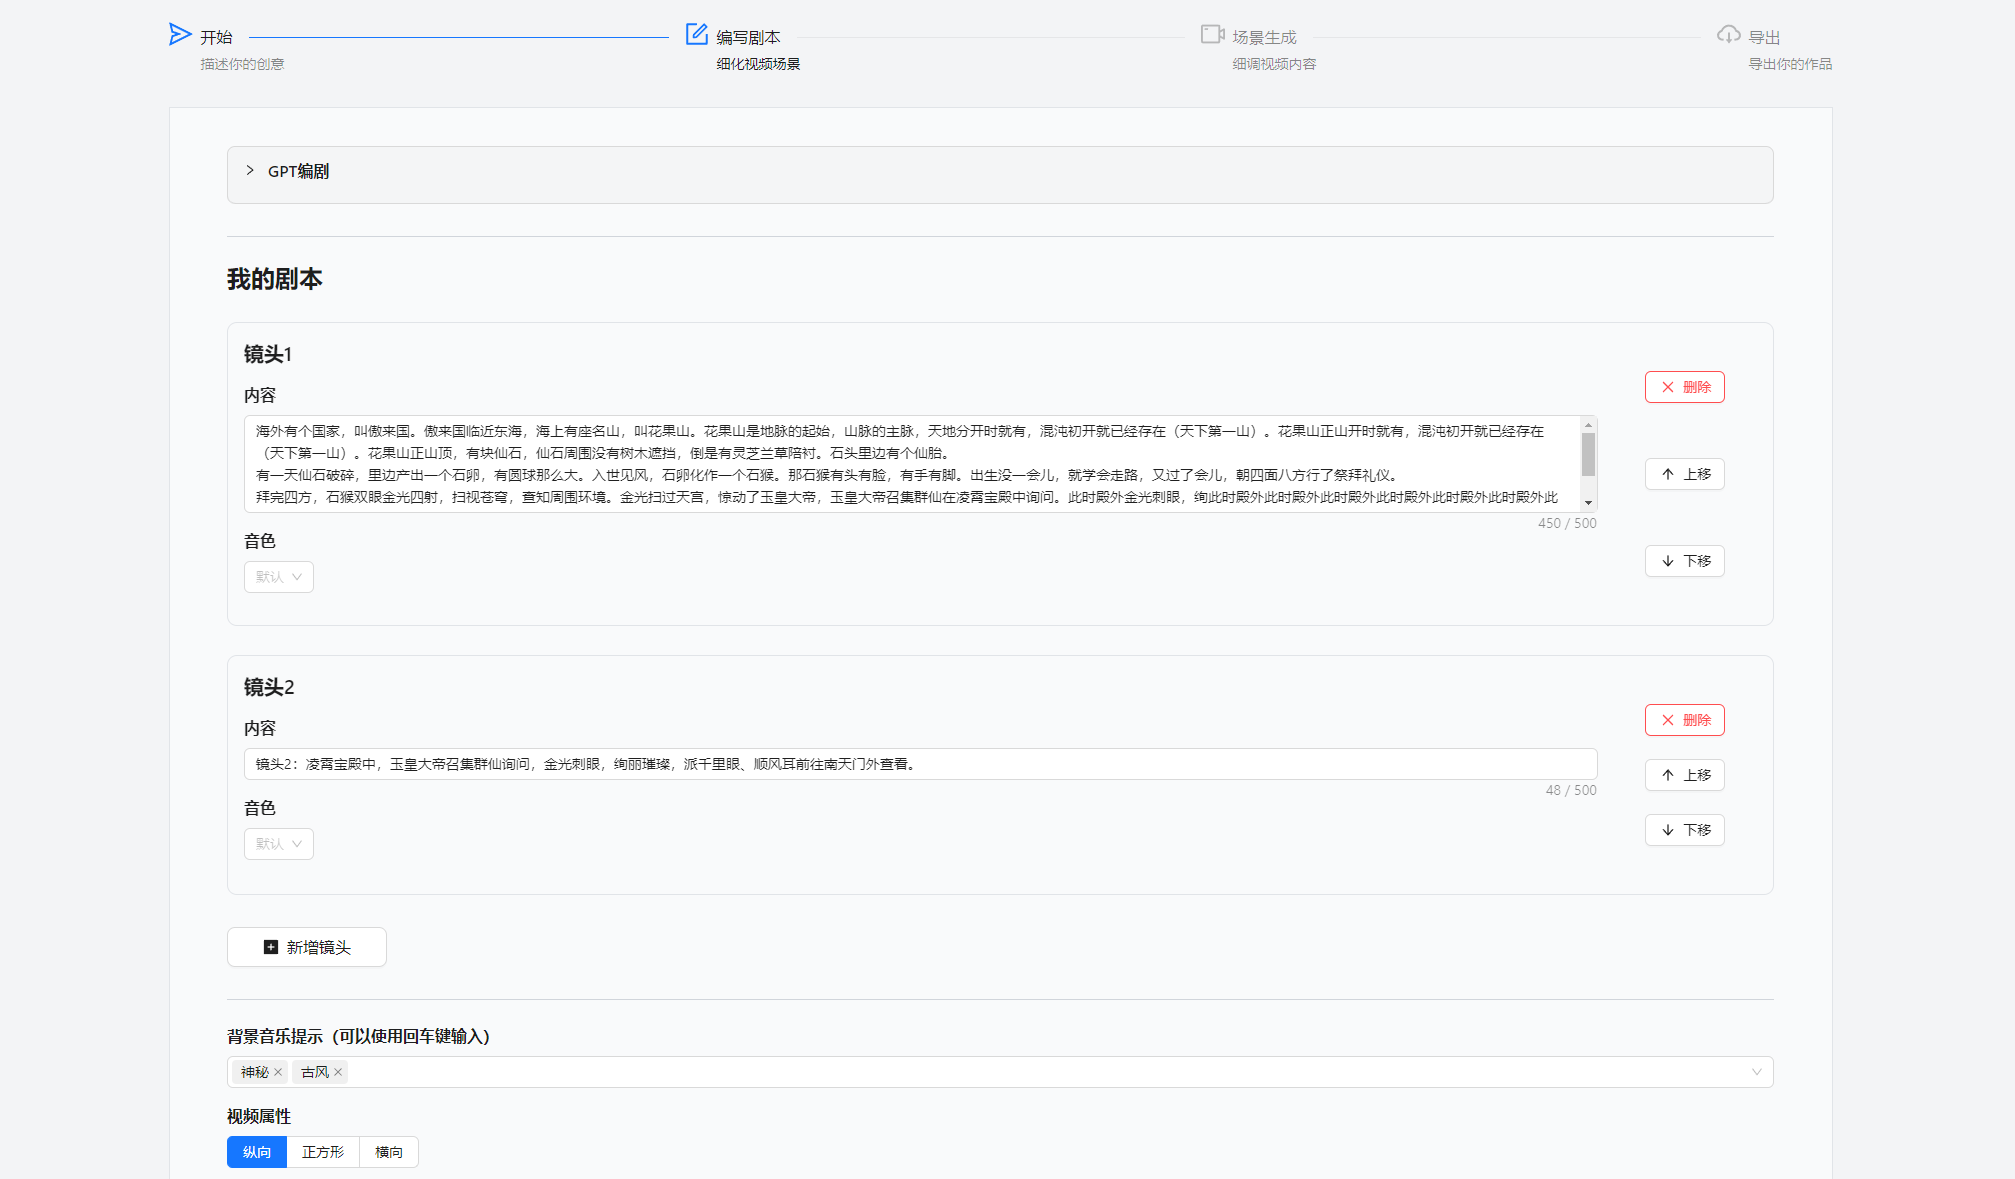 开始
描述你的创意
编写剧本
细化视频场景
场景生成
细调视频内容
导出
导出你的作品
GPT编剧
我的剧本
镜头1
内容
海外有个国家，叫傲来国。傲来国临近东海，海上有座名山，叫花果山。花果山是地脉的起始，山脉的主脉，天地分开时就有，混沌初开就已经存在（天下第一山）。花果山正山开时就有，混沌初开就已经存在
（天下第一山）。花果山正山顶，有块仙石，仙石周围没有树木遮挡，倒是有灵芝兰草陪衬。石头里边有个仙胎。
有一天仙石破碎，里边产出一个石卵，有圆球那么大。入世见风，石卵化作一个石猴。那石猴有头有脸，有手有脚。出生没一会儿，就学会走路，又过了会儿，朝四面八方行了祭拜礼仪。
拜完四方，石猴双眼金光四射，扫视苍穹，查知周围环境。金光扫过天宫，惊动了玉皇大帝，玉皇大帝召集群仙在凌霄宝殿中询问。此时殿外金光刺眼，绚此时殿外此时殿外此时殿外此时殿外此时殿外此时殿外此
450 / 500
音色
默认
删除
上移
下移
镜头2
内容
镜头2：凌霄宝殿中，玉皇大帝召集群仙询问，金光刺眼，绚丽璀璨，派千里眼、顺风耳前往南天门外查看。
48 / 500
音色
默认
删除
上移
下移
新增镜头
背景音乐提示（可以使用回车键输入）
神秘 古风
视频属性
纵向 正方形 横向